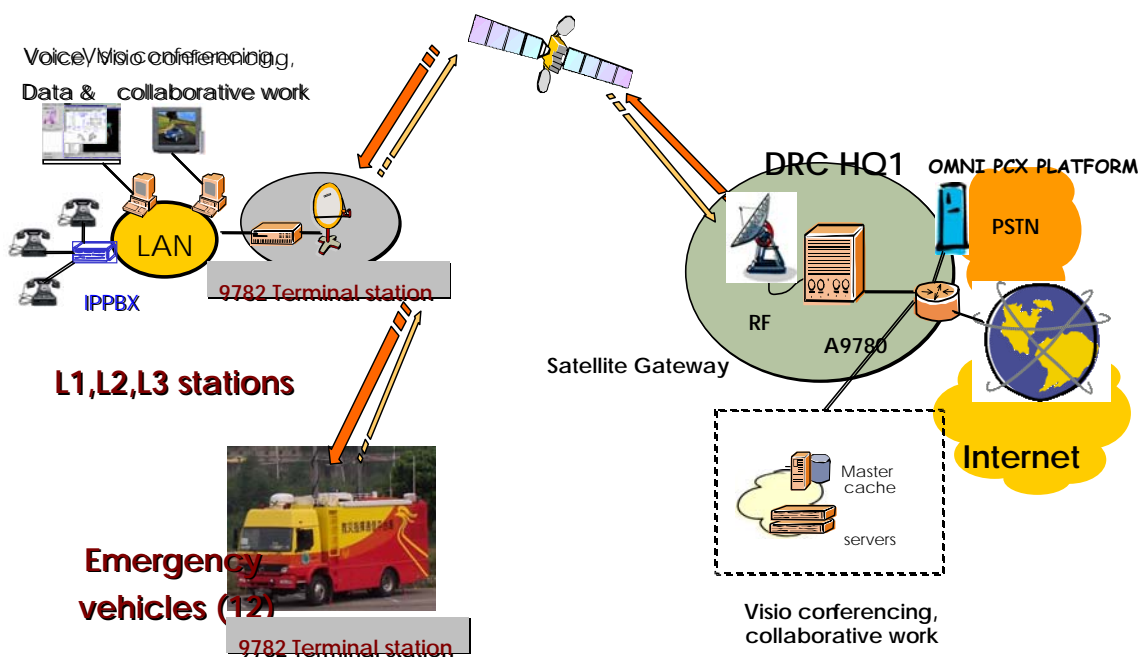 Voice, Visio conferencing,
Data & collaborative work
LAN
IPPBX
9782 Terminal station
L1,L2,L3 stations
Emergency
vehicles (12)
9782 Terminal station
DRC HQ1
OMNI PCX PLATFORM
PSTN
RF
A9780
Satellite Gateway
Internet
Master
cache
servers
Visio conferencing,
collaborative work